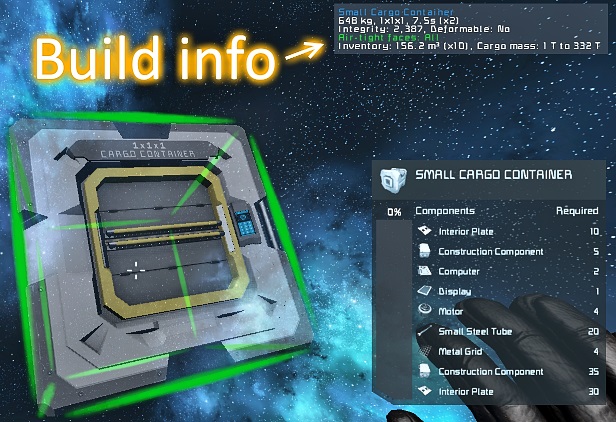 Small Cargo Container
648 kg, 1x1x1, 7.5s (x2)
Integrity: 2,387, Deformable: No
Air-tight faces: All
Inventory: 156.2 m³ (x10), Cargo mass: 1 T to 332 T
Build info
1x1x1
CARGO CONTAINER
SMALL CARGO CONTAINER
0% Components Required
Interior Plate 10
Construction Component 5
Computer 2
Display 1
Motor 4
Small Steel Tube 20
Metal Grid 4
Construction Component 35
Interior Plate 30